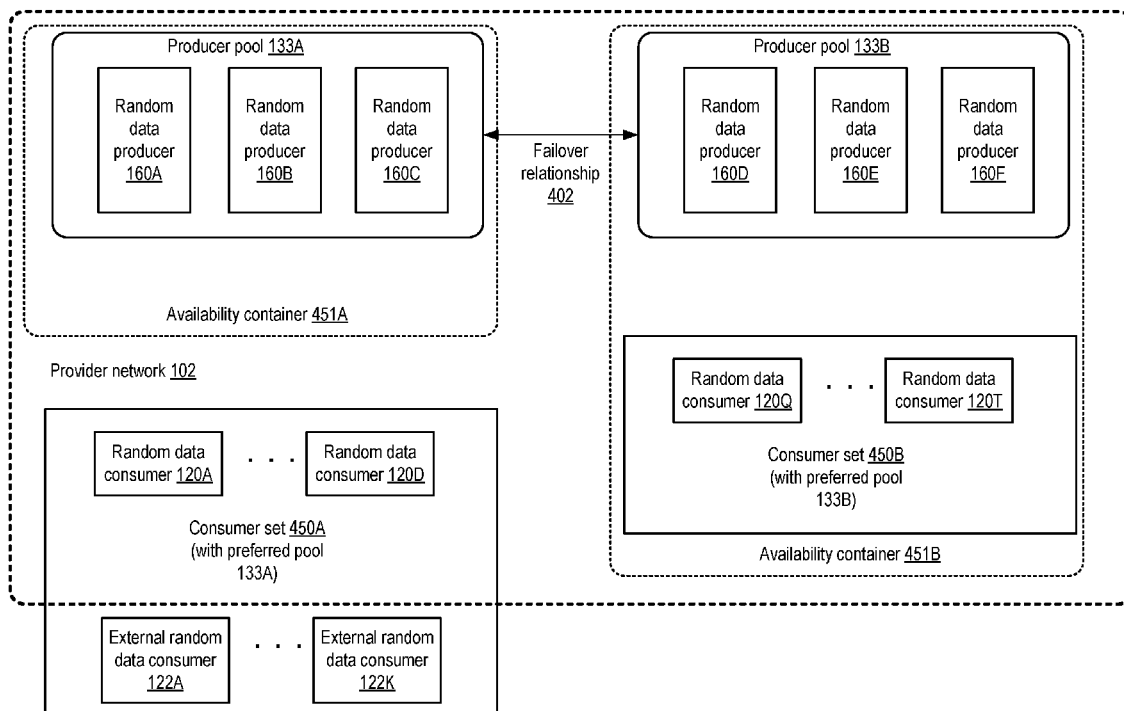 Producer pool 133A
Random
data
producer
160A
Random
data
producer
160B
Random
data
producer
160C
Failover
relationship
402
Producer pool 133B
Random
data
producer
160D
Random
data
producer
160E
Random
data
producer
160F
Availability container 451A
Provider network 102
Random data
consumer 120A
. . .
Random data
consumer 120D
Consumer set 450A
(with preferred pool
133A)
External random
data consumer
122A
. . .
External random
data consumer
122K
Random data
consumer 120Q
. . .
Random data
consumer 120T
Consumer set 450B
(with preferred pool
133B)
Availability container 451B